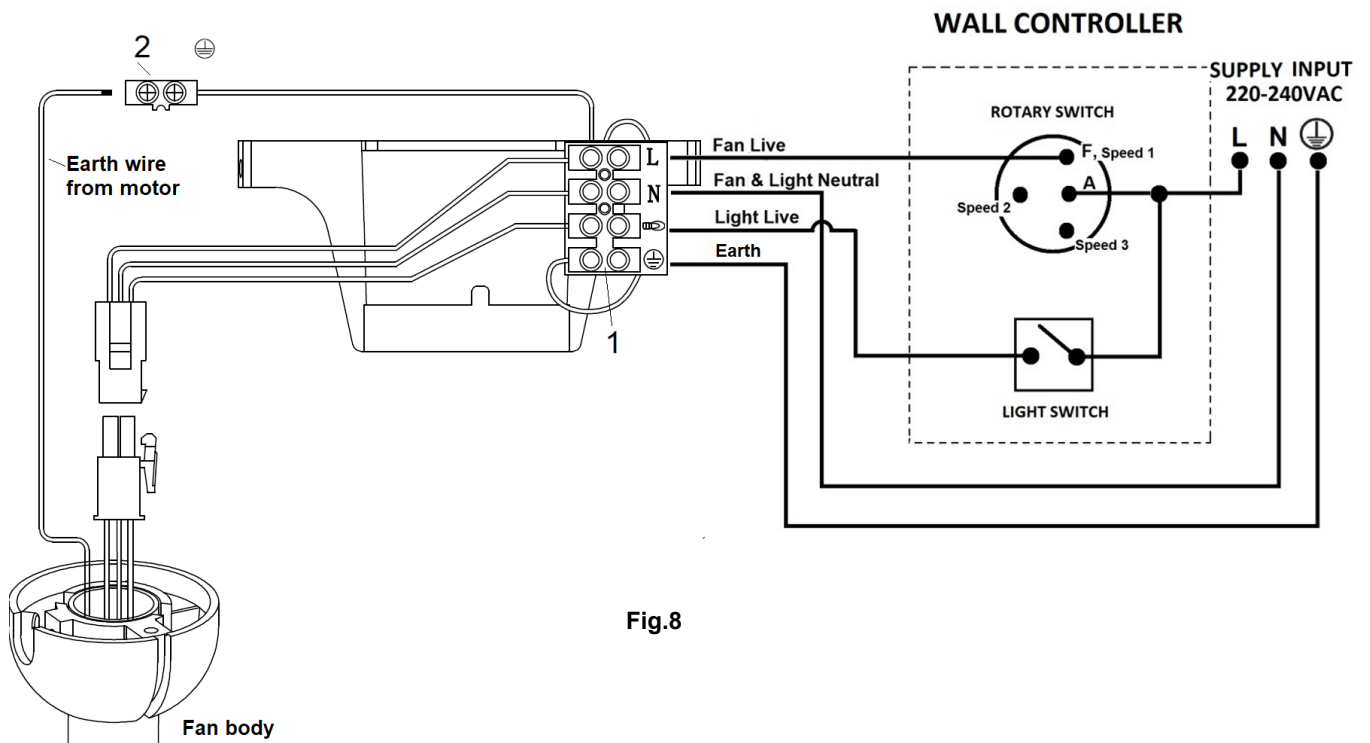 WALL CONTROLLER
2
SUPPLY INPUT
220-240VAC
ROTARY SWITCH
L N
Earth wire
from motor
Fan Live
L
F, Speed 1
Fan & Light Neutral
N
A
Speed 2
Light Live
Speed 3
Earth
1
LIGHT SWITCH
Fig.8
Fan body